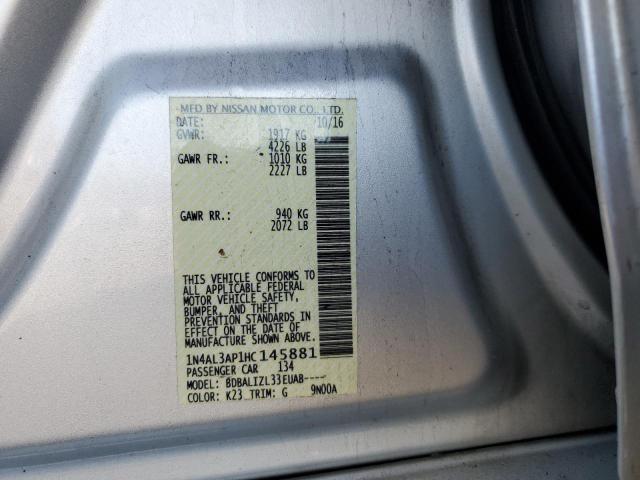 MFD BY NISSAN MOTOR CO., LTD.
DATE: 10/16
GVWR: 1917 KG
4226 LB
GAWR FR.: 1010 KG
2227 LB
GAWR RR.: 940 KG
2072 LB
THIS VEHICLE CONFORMS TO
ALL APPLICABLE FEDERAL
MOTOR VEHICLE SAFETY,
BUMPER, AND THEFT
PREVENTION STANDARDS IN
EFFECT ON THE DATE OF
MANUFACTURE SHOWN ABOVE.
1N4AL3AP1HC145881
PASSENGER CAR 134
MODEL: BDBALIZL33EUAB-----
COLOR: K23 TRIM: G 9N00A